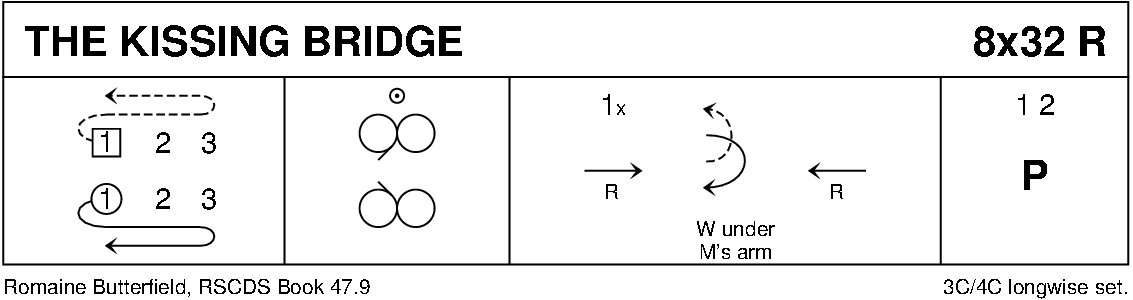 THE KISSING BRIDGE 8x32 R
1 2 3
1 2 3
1x
R R
W under
M's arm
1 2
P
Romaine Butterfield, RSCDS Book 47.9 3C/4C longwise set.